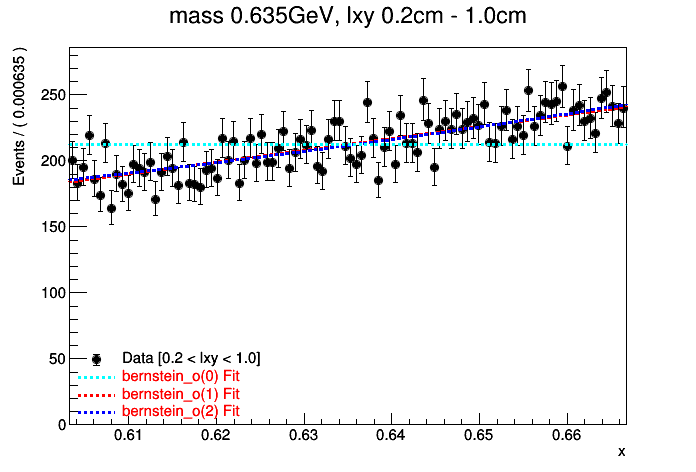 mass 0.635GeV, lxy 0.2cm - 1.0cm
Events / ( 0.000635 )
250
200
150
100
50
0
Data [0.2 < lxy < 1.0]
bernstein_o(0) Fit
bernstein_o(1) Fit
bernstein_o(2) Fit
0.61 0.62 0.63 0.64 0.65 0.66
x